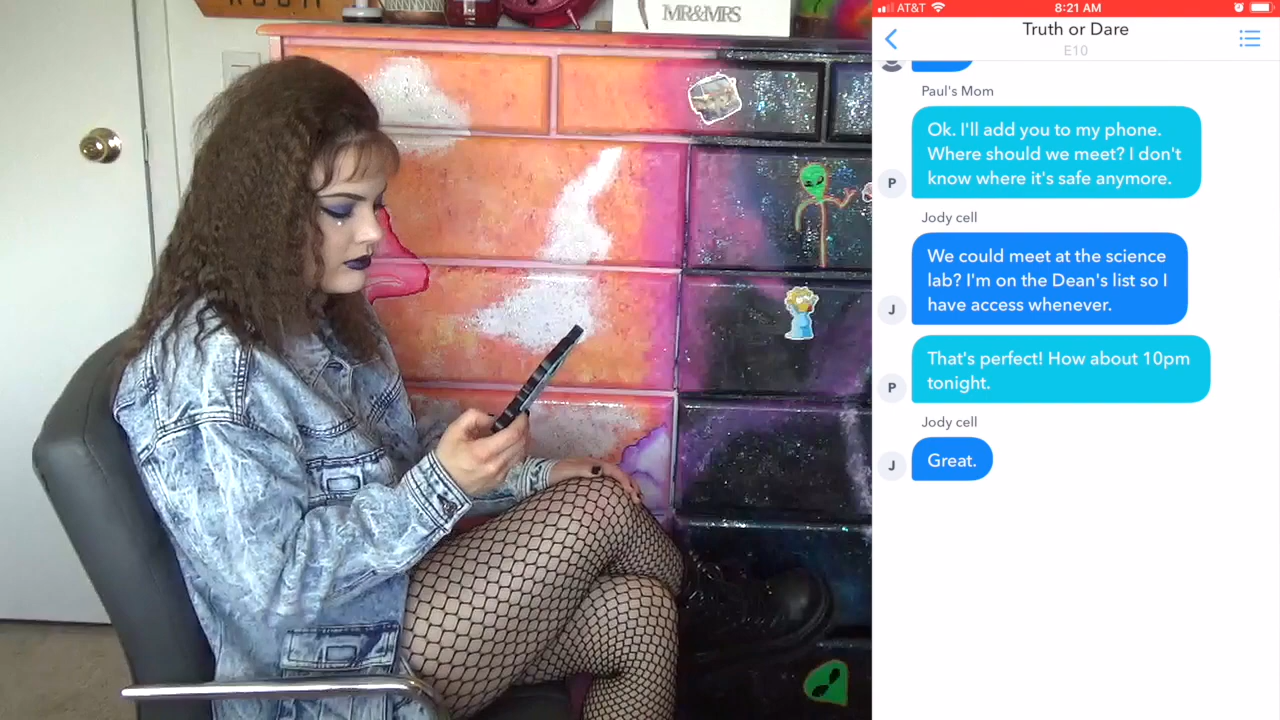 ROOM
MR&MRS
AT&T 8:21 AM
Truth or Dare
E10
Paul's Mom
Ok. I'll add you to my phone.
Where should we meet? I don't
know where it's safe anymore.
P
Jody cell
We could meet at the science
lab? I'm on the Dean's list so I
have access whenever.
J
That's perfect! How about 10pm
tonight.
P
Jody cell
Great.
J